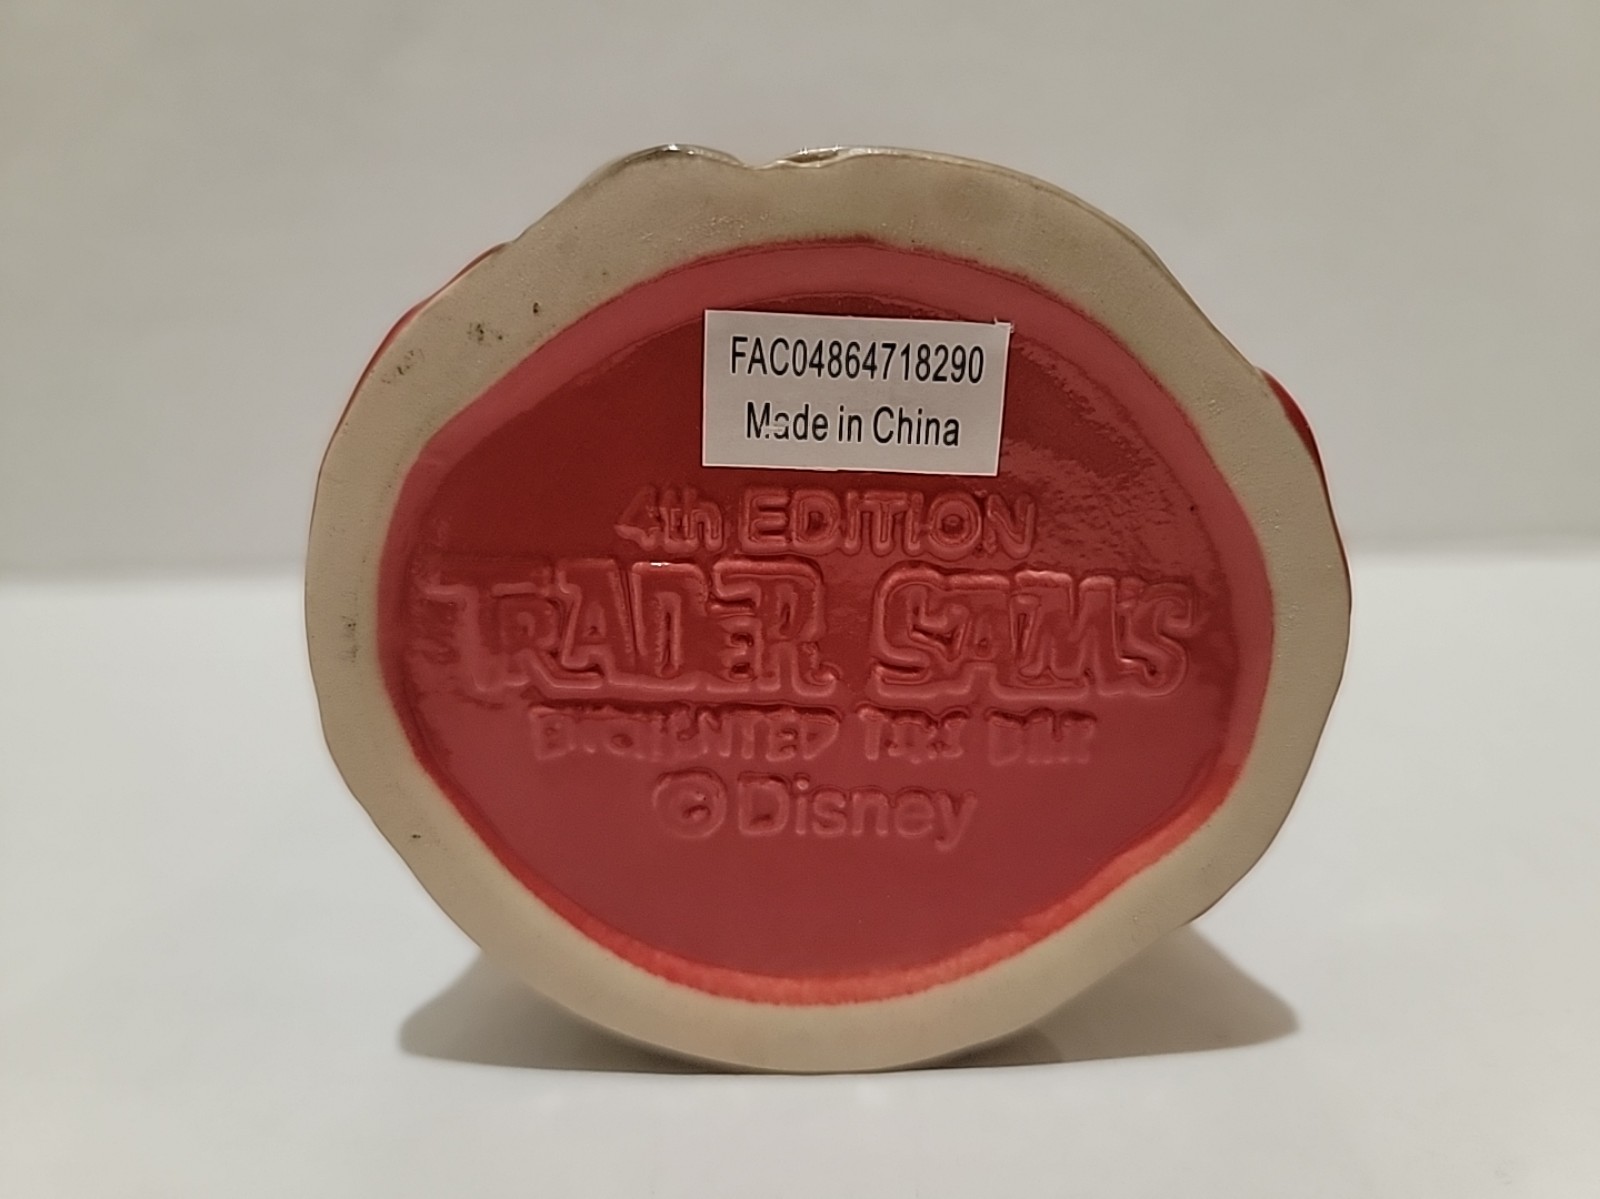 FAC04864718290
Made in China
4th EDITION
TRADER SAM'S
ENCHANTED TIKI BAR
©Disney